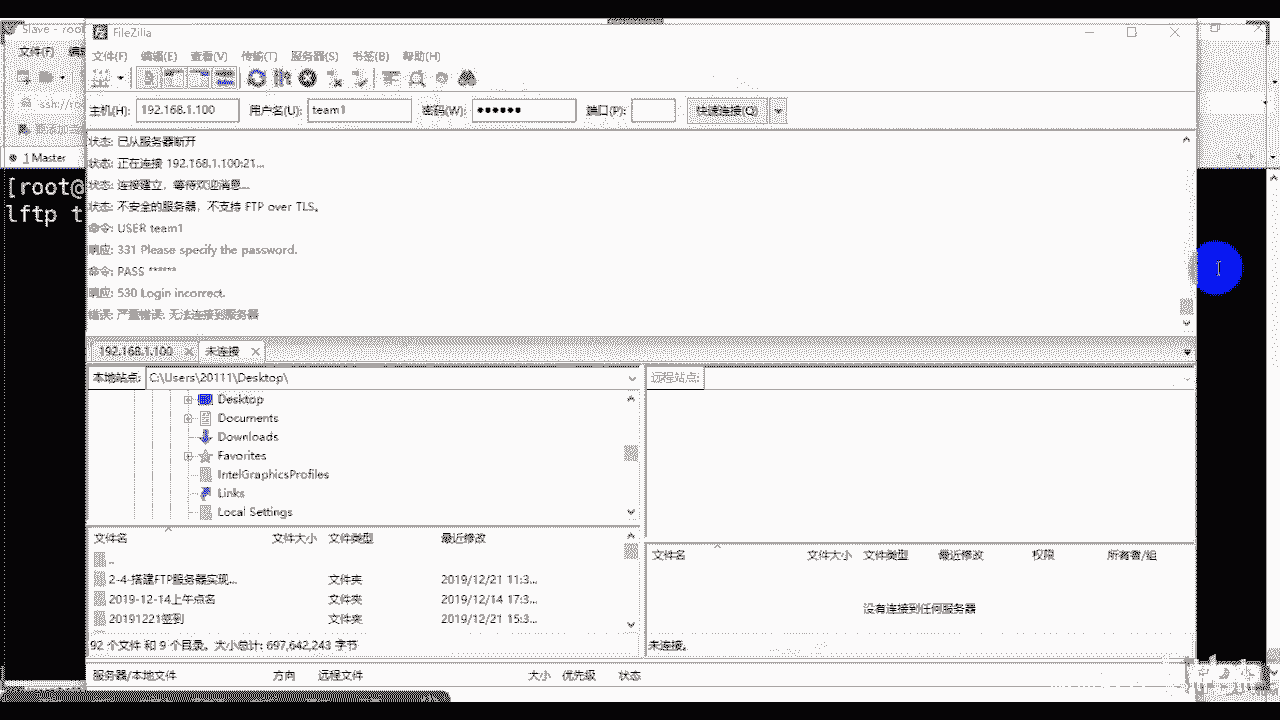 Slave - root
FileZilla
文件(F) 编辑(E) 查看(V) 传输(T) 服务器(S) 书签(B) 帮助(H)
文件(F)
ssh://
主机(H): 192.168.1.100 用户名(U): team1 密码(W): ●●●●●● 端口(P): 快速连接(Q)
1 Master
状态: 已从服务器断开
状态: 正在连接 192.168.1.100:21...
状态: 连接建立，等待欢迎消息...
状态: 不安全的服务器，不支持 FTP over TLS。
命令: USER team1
响应: 331 Please specify the password.
命令: PASS ******
响应: 530 Login incorrect.
错误: 严重错误: 无法连接到服务器
[root@
lftp t
192.168.1.100 未连接
本地站点: C:\Users\20111\Desktop\
远程站点:
Desktop
Documents
Downloads
Favorites
IntelGraphicsProfiles
Links
Local Settings
文件名 文件大小 文件类型 最近修改
..
2-4-搭建FTP服务器实现... 文件夹 2019/12/21 11:3...
2019-12-14上午点名 文件夹 2019/12/14 17:3...
20191221签到 文件夹 2019/12/21 15:3...
92 个文件 和 9 个目录。大小总计: 697,642,243 字节
文件名 文件大小 文件类型 最近修改 权限 所有者/组
没有连接到任何服务器
未连接。
服务器/本地文件 方向 远程文件 大小 优先级 状态